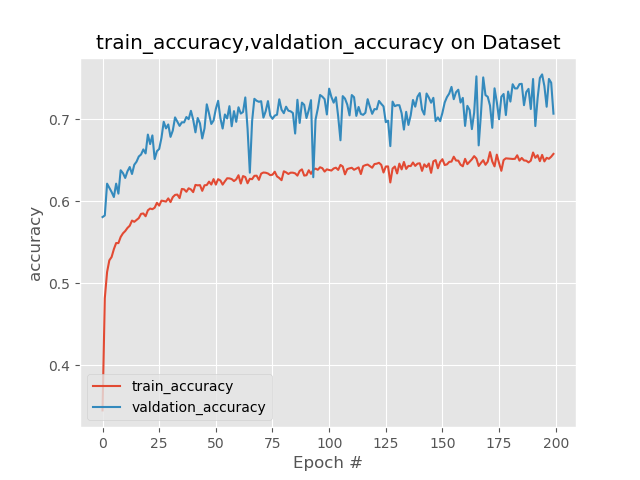 train_accuracy,valdation_accuracy on Dataset
accuracy
0.7
0.6
0.5
0.4
train_accuracy
valdation_accuracy
0 25 50 75 100 125 150 175 200
Epoch #